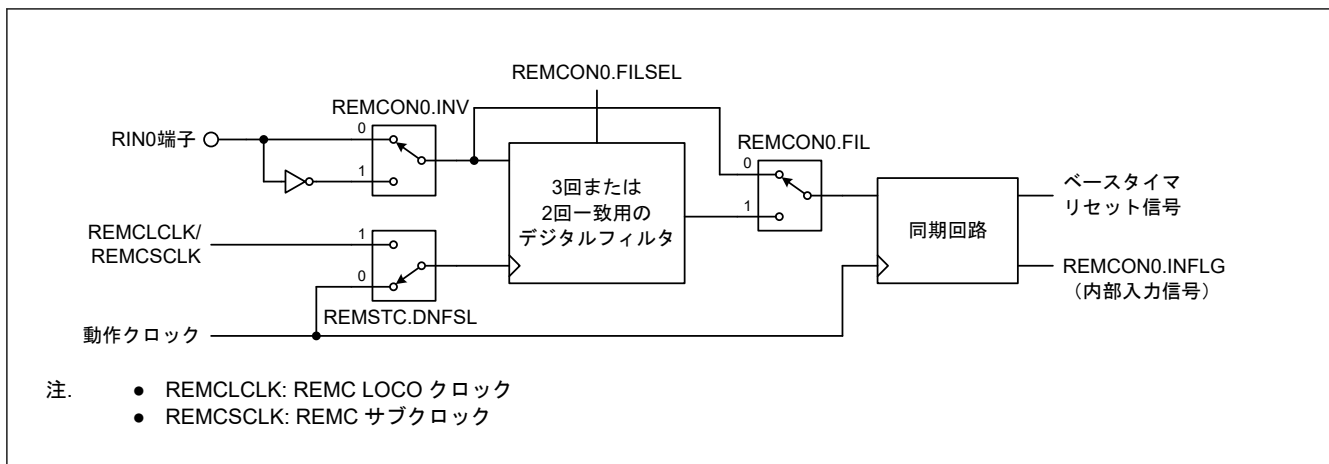 REMCON0.FILSEL
REMCON0.INV
RIN0端子
0
1
REMCON0.FIL
0
1
3回または
2回一致用の
デジタルフィルタ
同期回路
ベースタイマ
リセット信号
REMCLCLK/
REMCSCLK
1
0
REMCON0.INFLG
（内部入力信号）
REMSTC.DNFSL
動作クロック
注. ● REMCLCLK: REMC LOCO クロック
● REMCSCLK: REMC サブクロック